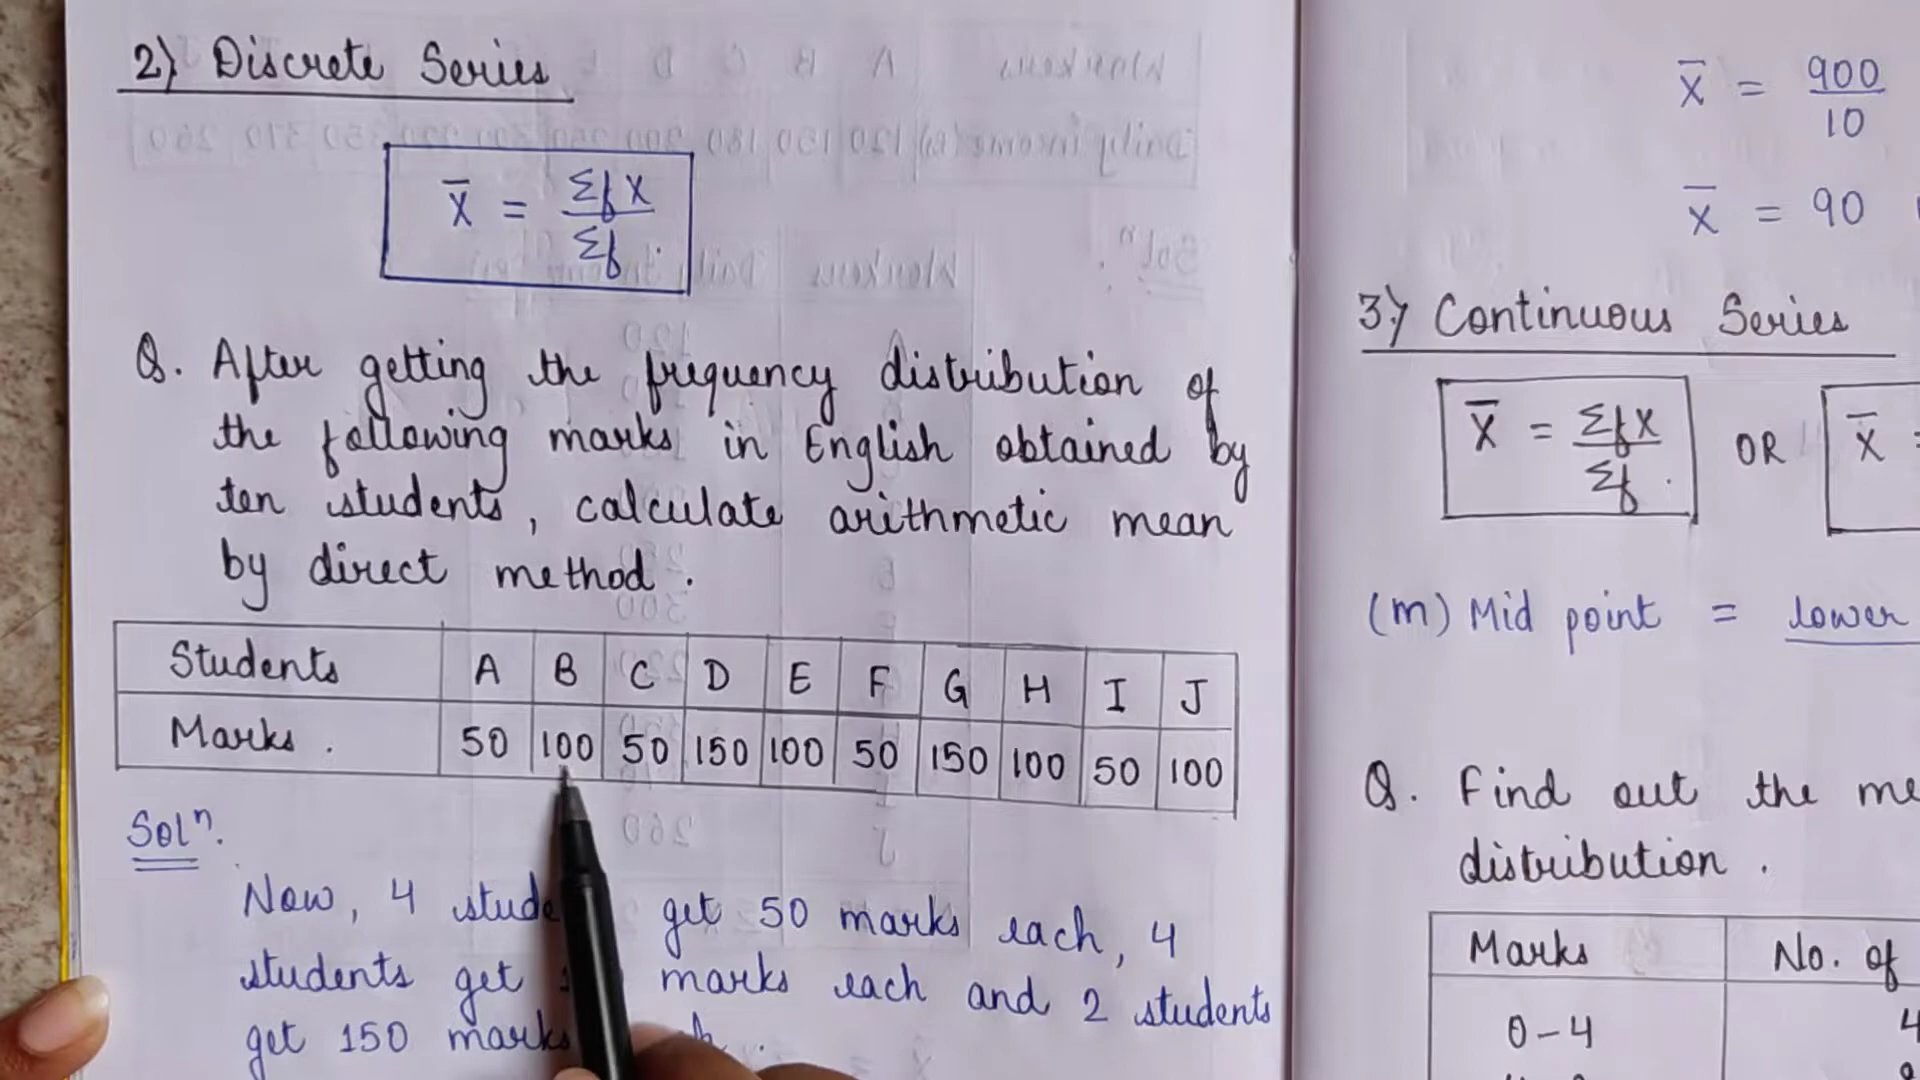 2) Discrete Series
X̄ = ΣfX / Σf
Q. After getting the frequency distribution of
the following marks in English obtained by
ten students, calculate arithmetic mean
by direct method.
Students A B C D E F G H I J
Marks. 50 100 50 150 100 50 150 100 50 100
Solⁿ.
Now, 4 get 50 marks each, 4
students get marks each and 2 students
get 150 marks
X̄ = 900 / 10
X̄ = 90
3) Continuous Series
X̄ = ΣfX / Σf OR X̄ =
(m) Mid point = lower
Q. Find out the
distribution.
Marks No. of
0-4 4